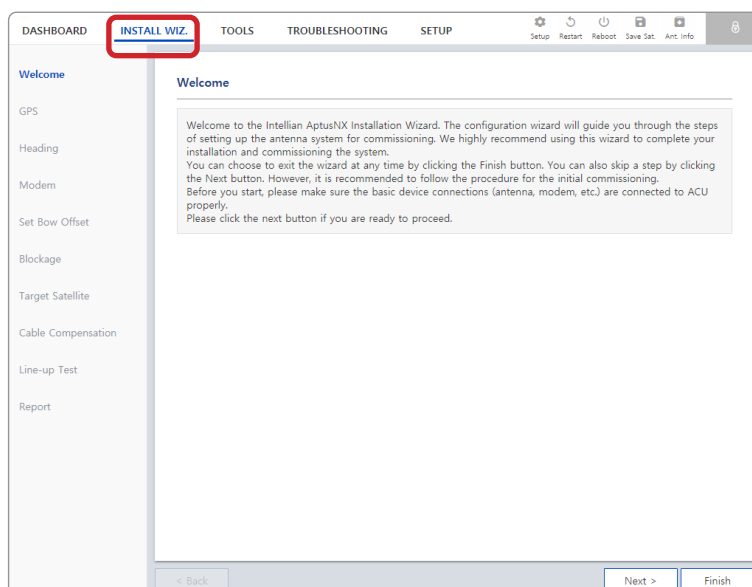 DASHBOARD INSTALL WIZ. TOOLS TROUBLESHOOTING SETUP
Setup Restart Reboot Save Sat. Ant. Info
Welcome
GPS
Heading
Modem
Set Bow Offset
Blockage
Target Satellite
Cable Compensation
Line-up Test
Report
Welcome
Welcome to the Intellian AptusNX Installation Wizard. The configuration wizard will guide you through the steps
of setting up the antenna system for commissioning. We highly recommend using this wizard to complete your
installation and commissioning the system.
You can choose to exit the wizard at any time by clicking the Finish button. You can also skip a step by clicking
the Next button. However, it is recommended to follow the procedure for the initial commissioning.
Before you start, please make sure the basic device connections (antenna, modem, etc.) are connected to ACU
properly.
Please click the next button if you are ready to proceed.
< Back Next > Finish